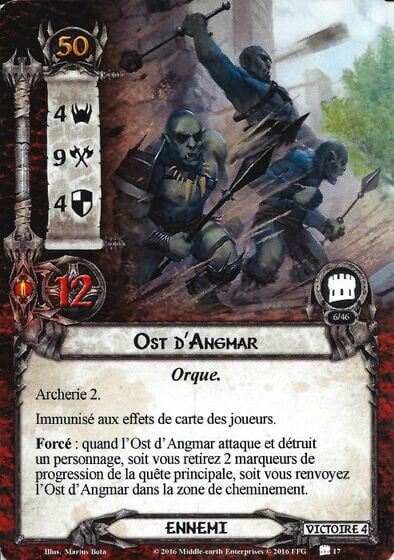 50
4
9
4
12
6/46
Ost d'Angmar
Orque.
Archerie 2.
Immunisé aux effets de carte des joueurs.
Forcé : quand l'Ost d'Angmar attaque et détruit
un personnage, soit vous retirez 2 marqueurs de
progression de la quête principale, soit vous renvoyez
l'Ost d'Angmar dans la zone de cheminement.
ENNEMI
VICTOIRE 4
Illus. Marius Bota
© 2016 Middle-earth Enterprises © 2016 FFG
17